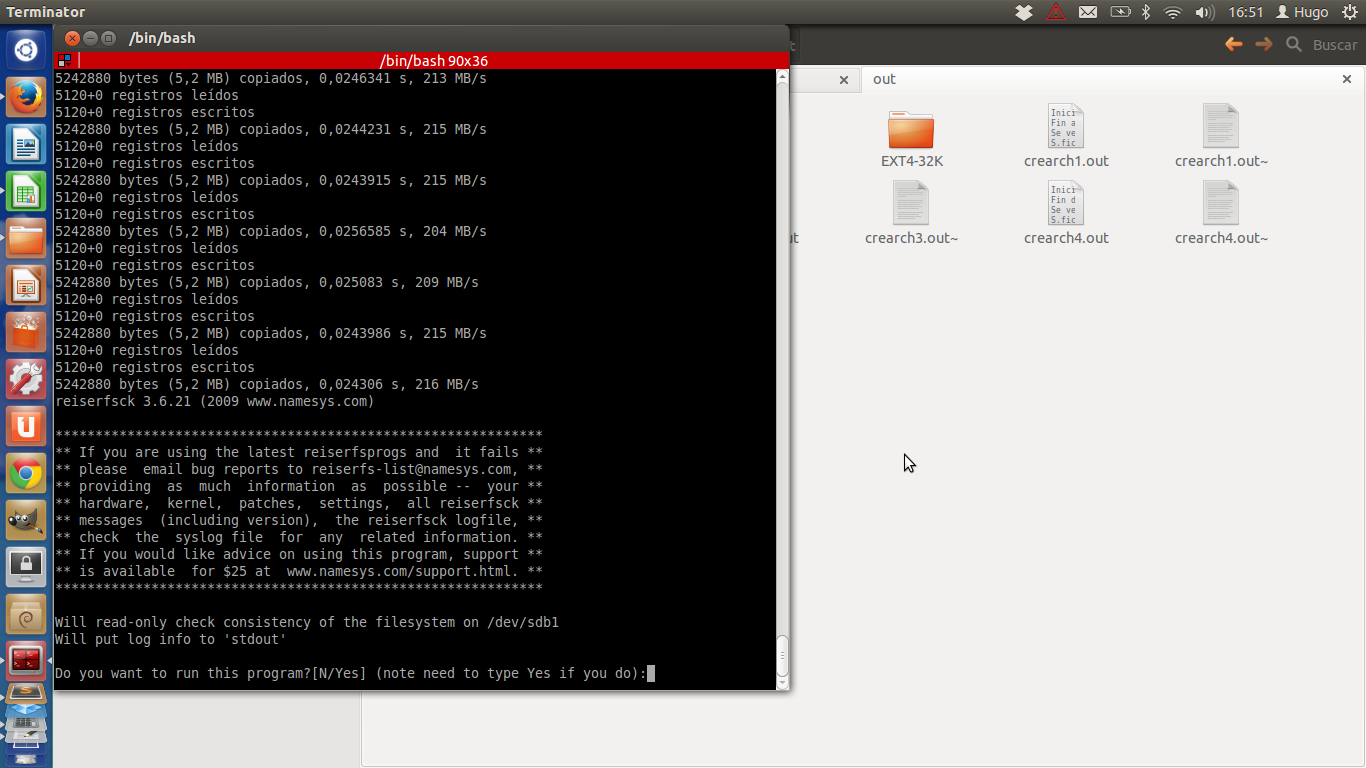 Terminator
16:51
Hugo
/bin/bash
/bin/bash 90x36
5242880 bytes (5,2 MB) copiados, 0,0246341 s, 213 MB/s
5120+0 registros leídos
5120+0 registros escritos
5242880 bytes (5,2 MB) copiados, 0,0244231 s, 215 MB/s
5120+0 registros leídos
5120+0 registros escritos
5242880 bytes (5,2 MB) copiados, 0,0243915 s, 215 MB/s
5120+0 registros leídos
5120+0 registros escritos
5242880 bytes (5,2 MB) copiados, 0,0256585 s, 204 MB/s
5120+0 registros leídos
5120+0 registros escritos
5242880 bytes (5,2 MB) copiados, 0,025083 s, 209 MB/s
5120+0 registros leídos
5120+0 registros escritos
5242880 bytes (5,2 MB) copiados, 0,0243986 s, 215 MB/s
5120+0 registros leídos
5120+0 registros escritos
5242880 bytes (5,2 MB) copiados, 0,024306 s, 216 MB/s
reiserfsck 3.6.21 (2009 www.namesys.com)
*************************************************************
** If you are using the latest reiserfsprogs and  it fails **
** please  email bug reports to reiserfs-list@namesys.com, **
** providing  as  much  information  as  possible --  your **
** hardware,  kernel,  patches,  settings,  all reiserfsck **
** messages  (including version),  the reiserfsck logfile, **
** check  the  syslog file  for  any  related information. **
** If you would like advice on using this program, support **
** is available  for $25 at  www.namesys.com/support.html. **
*************************************************************
Will read-only check consistency of the filesystem on /dev/sdb1
Will put log info to 'stdout'
Do you want to run this program?[N/Yes] (note need to type Yes if you do):
Buscar
out
EXT4-32K
Inici
Fin a
Se ve
S.fic
crearch1.out
crearch1.out~
crearch3.out~
Inici
Fin d
Se ve
S.fic
crearch4.out
crearch4.out~